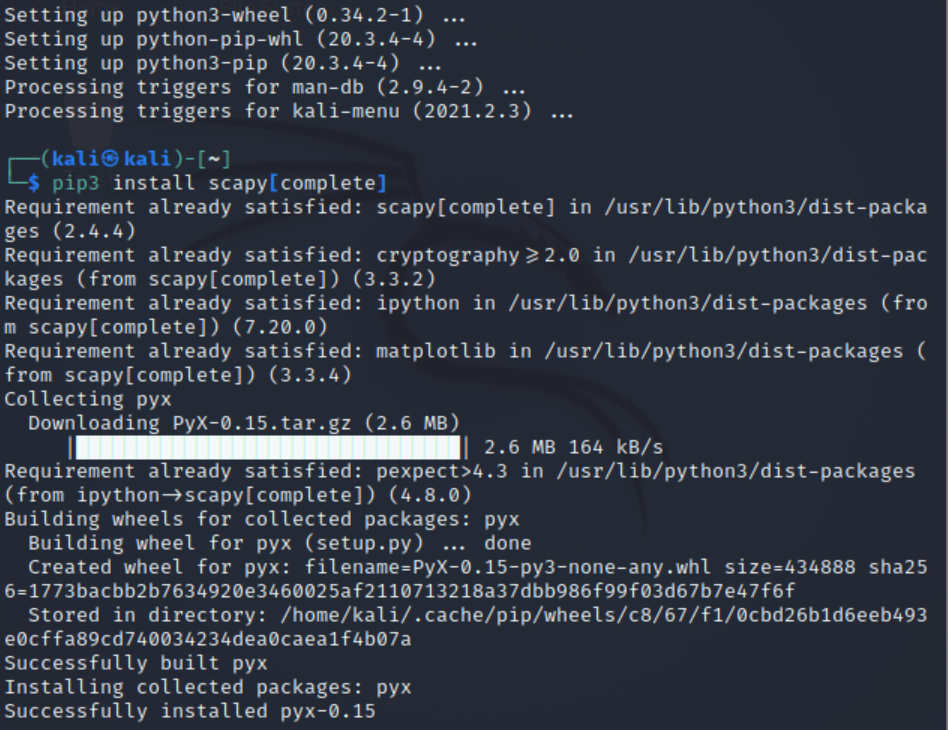 Setting up python3-wheel (0.34.2-1) ...
Setting up python-pip-whl (20.3.4-4) ...
Setting up python3-pip (20.3.4-4) ...
Processing triggers for man-db (2.9.4-2) ...
Processing triggers for kali-menu (2021.2.3) ...
┌──(kali㉿kali)-[~]
└─$ pip3 install scapy[complete]
Requirement already satisfied: scapy[complete] in /usr/lib/python3/dist-packa
ges (2.4.4)
Requirement already satisfied: cryptography≥2.0 in /usr/lib/python3/dist-pac
kages (from scapy[complete]) (3.3.2)
Requirement already satisfied: ipython in /usr/lib/python3/dist-packages (fro
m scapy[complete]) (7.20.0)
Requirement already satisfied: matplotlib in /usr/lib/python3/dist-packages (
from scapy[complete]) (3.3.4)
Collecting pyx
  Downloading PyX-0.15.tar.gz (2.6 MB)
     |████████████████████████████████| 2.6 MB 164 kB/s
Requirement already satisfied: pexpect>4.3 in /usr/lib/python3/dist-packages
(from ipython→scapy[complete]) (4.8.0)
Building wheels for collected packages: pyx
  Building wheel for pyx (setup.py) ... done
  Created wheel for pyx: filename=PyX-0.15-py3-none-any.whl size=434888 sha25
6=1773bacbb2b7634920e3460025af2110713218a37dbb986f99f03d67b7e47f6f
  Stored in directory: /home/kali/.cache/pip/wheels/c8/67/f1/0cbd26b1d6eeb493
e0cffa89cd740034234dea0caea1f4b07a
Successfully built pyx
Installing collected packages: pyx
Successfully installed pyx-0.15